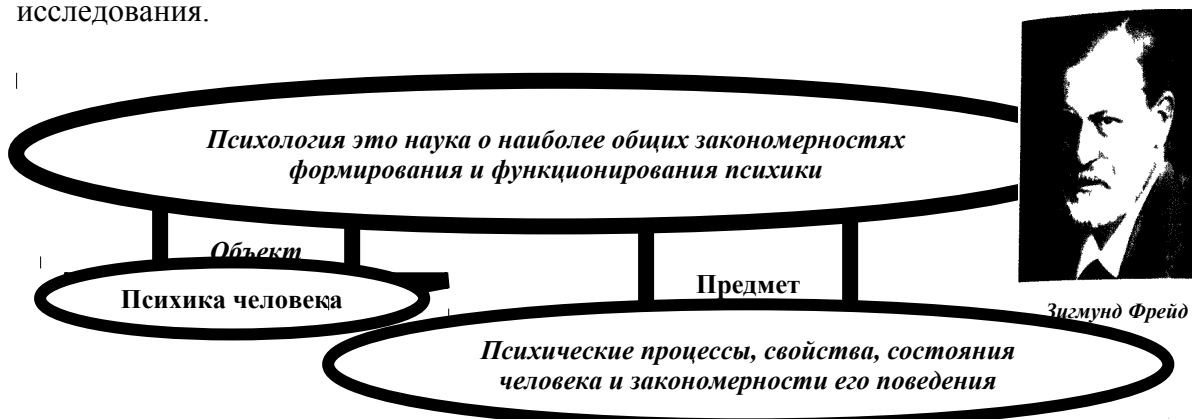 исследования.
Психология это наука о наиболее общих закономерностях
формирования и функционирования психики
Объект
Психика человека
Предмет
Зигмунд Фрейд
Психические процессы, свойства, состояния
человека и закономерности его поведения